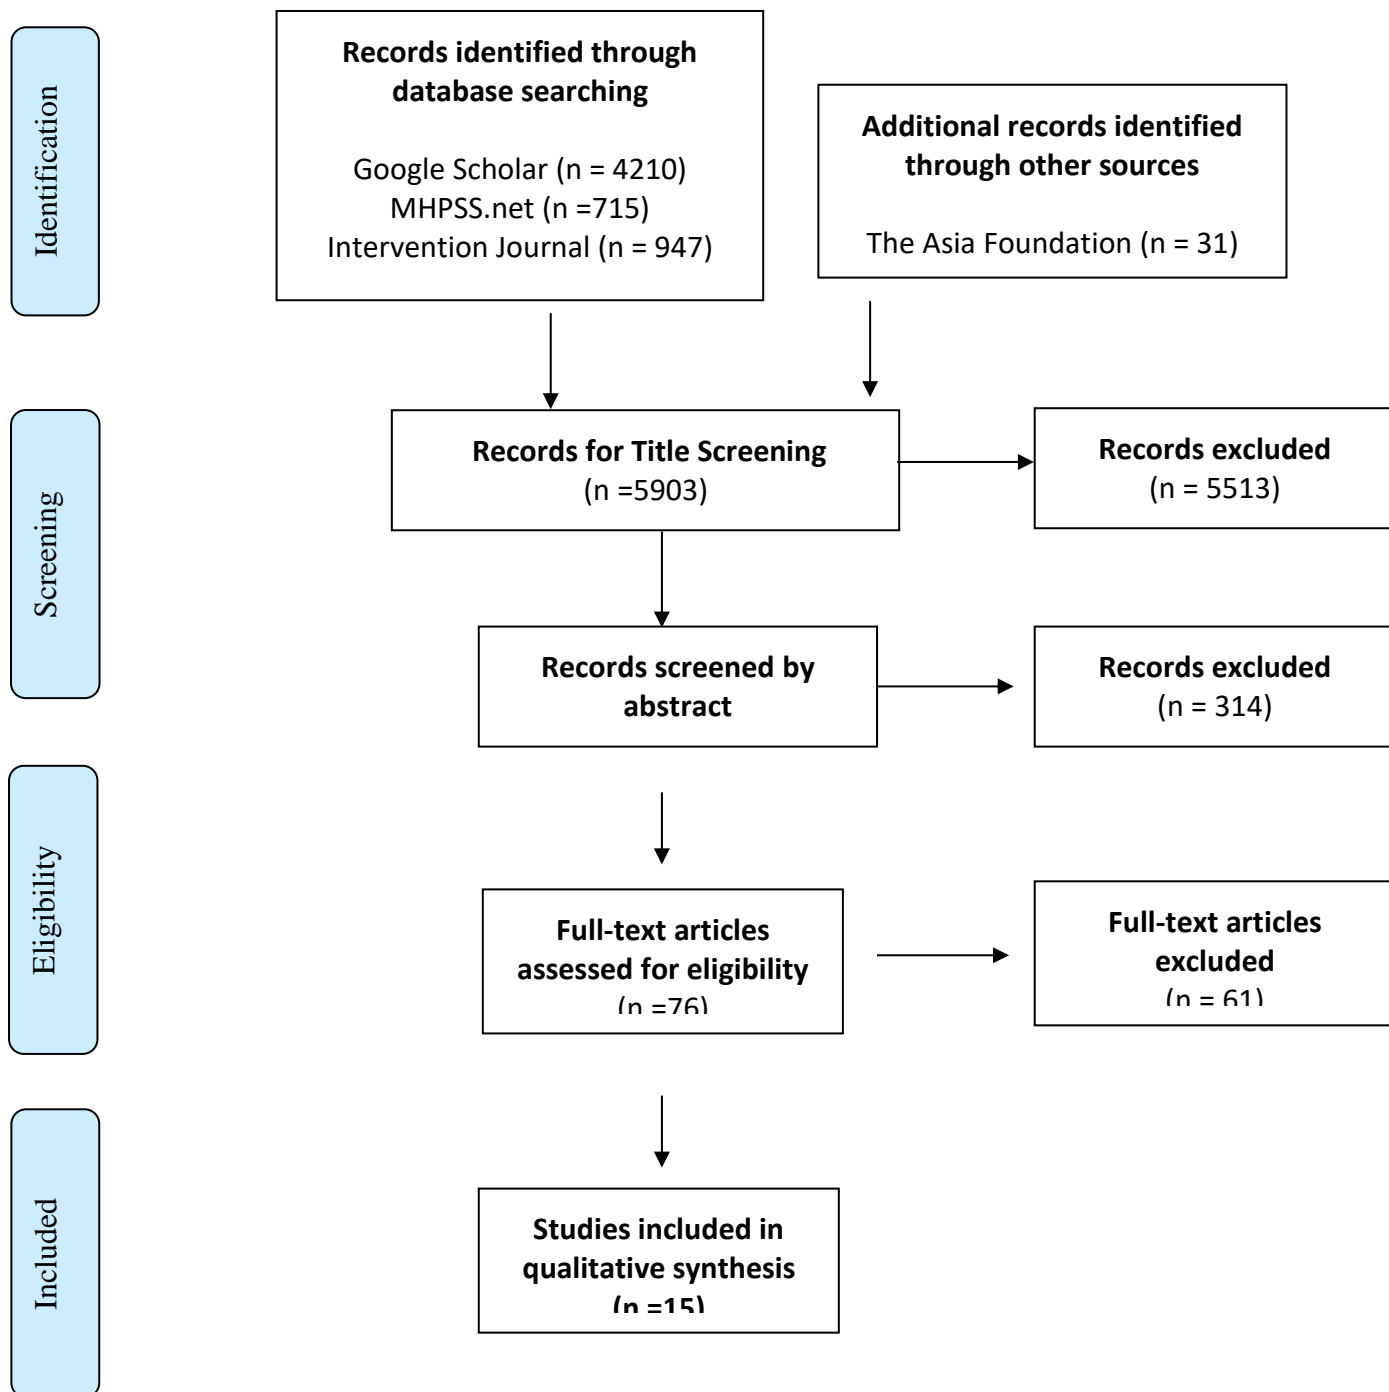 Identification
Records identified through
database searching
Google Scholar (n = 4210)
MHPSS.net (n =715)
Intervention Journal (n = 947)
Additional records identified
through other sources
The Asia Foundation (n = 31)
Screening
Records for Title Screening
(n =5903)
Records excluded
(n = 5513)
Records screened by
abstract
Records excluded
(n = 314)
Eligibility
Full-text articles
assessed for eligibility
(n =76)
Full-text articles
excluded
(n = 61)
Included
Studies included in
qualitative synthesis
(n =15)